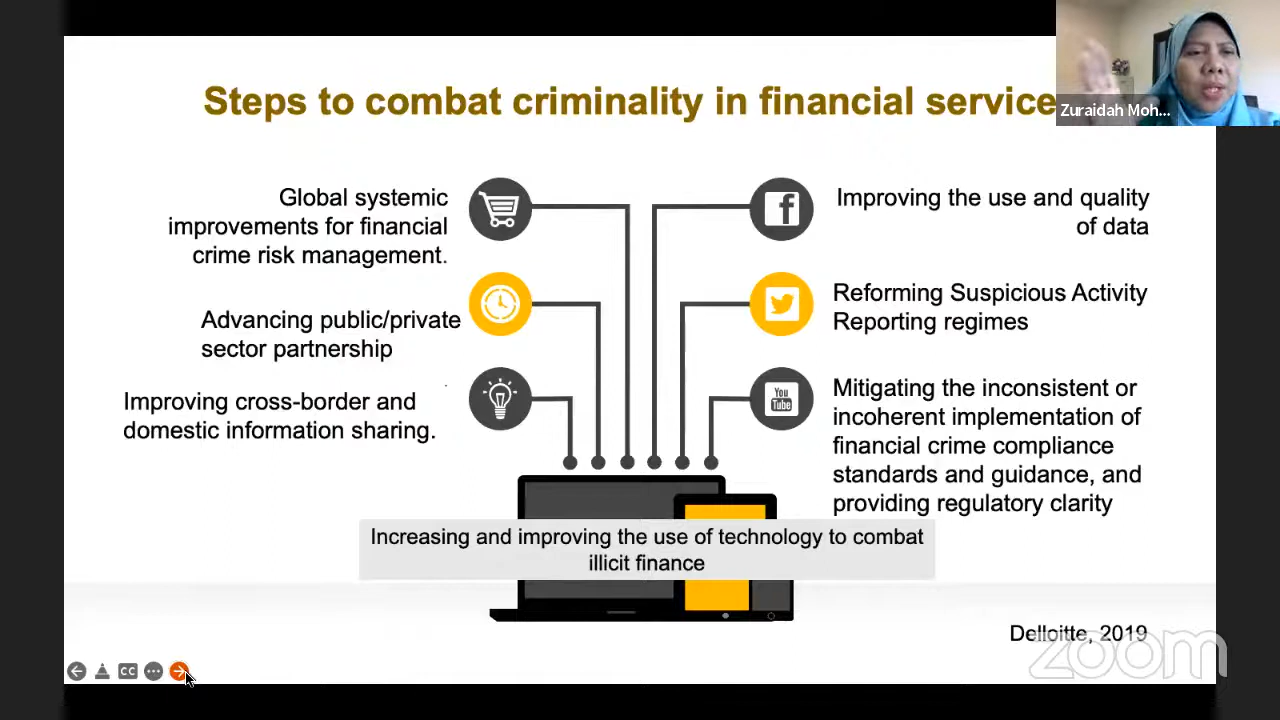 Steps to combat criminality in financial service
Zuraidah Moh...
Global systemic
improvements for financial
crime risk management.
Advancing public/private
sector partnership
Improving cross-border and
domestic information sharing.
f
Improving the use and quality
of data
Reforming Suspicious Activity
Reporting regimes
You
Tube
Mitigating the inconsistent or
incoherent implementation of
financial crime compliance
standards and guidance, and
providing regulatory clarity
Increasing and improving the use of technology to combat
illicit finance
Delloitte, 2019
zoom
CC